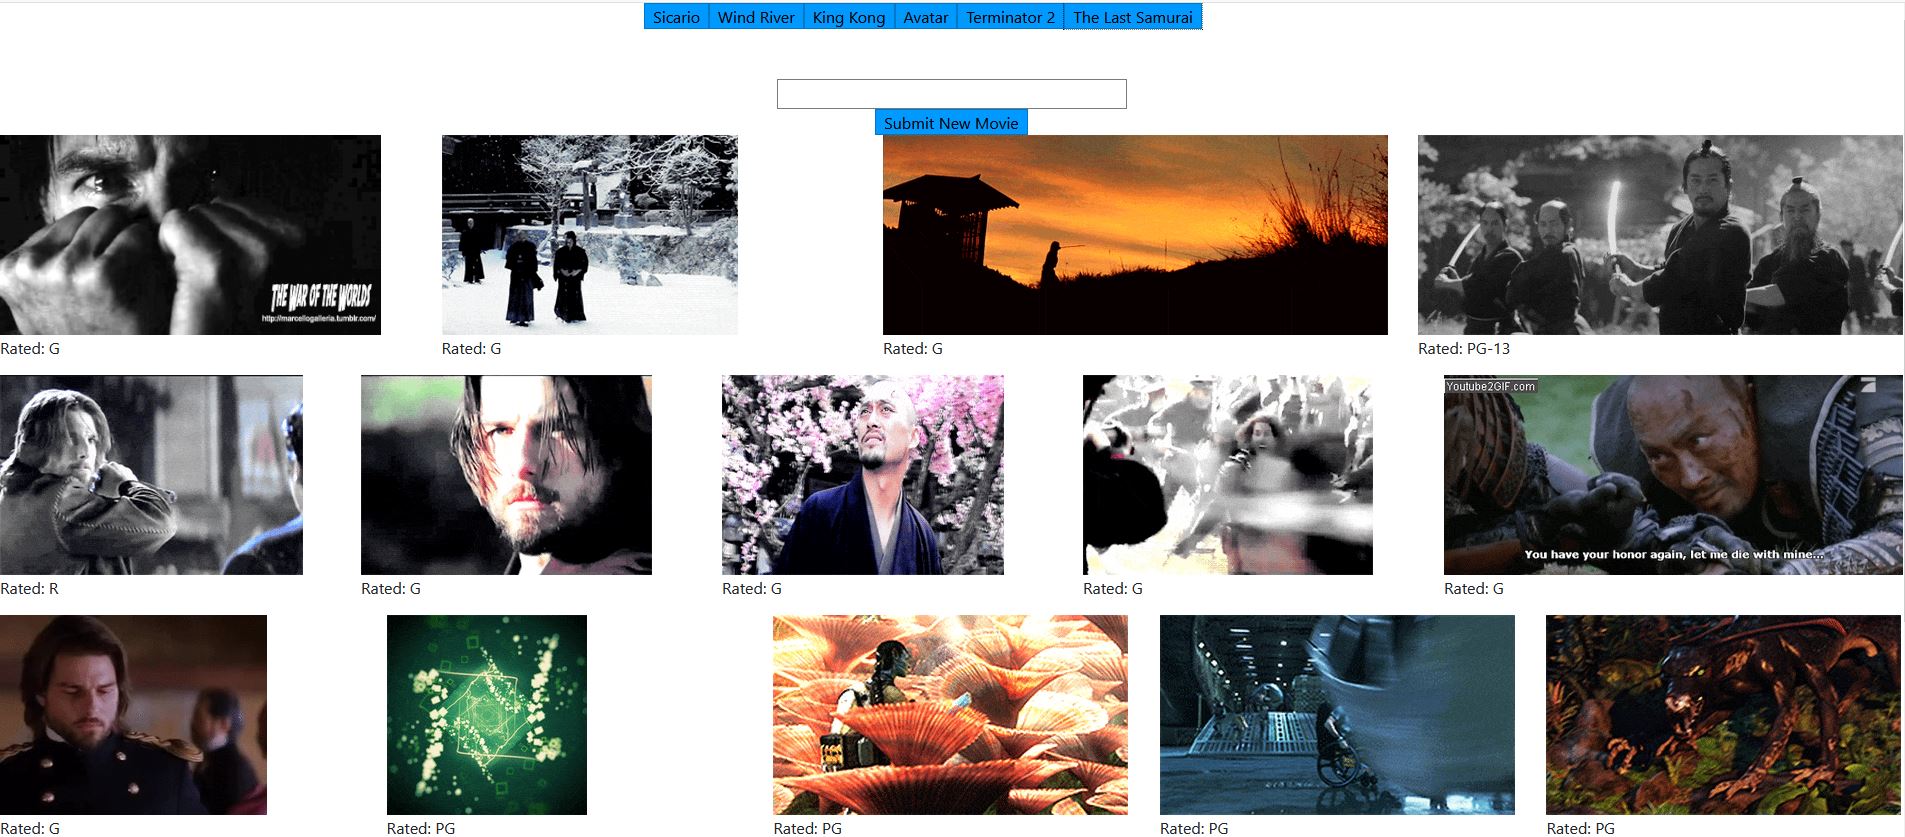 Sicario Wind River King Kong Avatar Terminator 2 The Last Samurai
Submit New Movie
THE WAR OF THE WORLDS
http://marcellogalleria.tumblr.com/
Rated: G Rated: G Rated: G Rated: PG-13
Youtube2GIF.com
You have your honor again, let me die with mine...
Rated: R Rated: G Rated: G Rated: G Rated: G
Rated: G Rated: PG Rated: PG Rated: PG Rated: PG